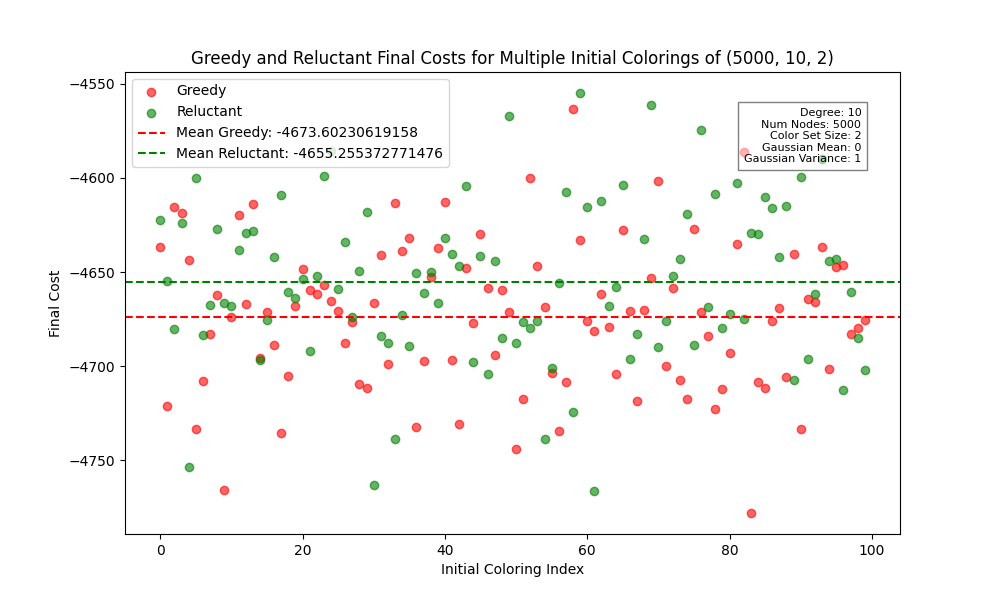 Greedy and Reluctant Final Costs for Multiple Initial Colorings of (5000, 10, 2)
Greedy
Reluctant
Mean Greedy: -4673.60230619158
Mean Reluctant: -4655.255372771476
Degree: 10
Num Nodes: 5000
Color Set Size: 2
Gaussian Mean: 0
Gaussian Variance: 1
Final Cost
−4550
−4600
−4650
−4700
−4750
0
20
40
60
80
100
Initial Coloring Index